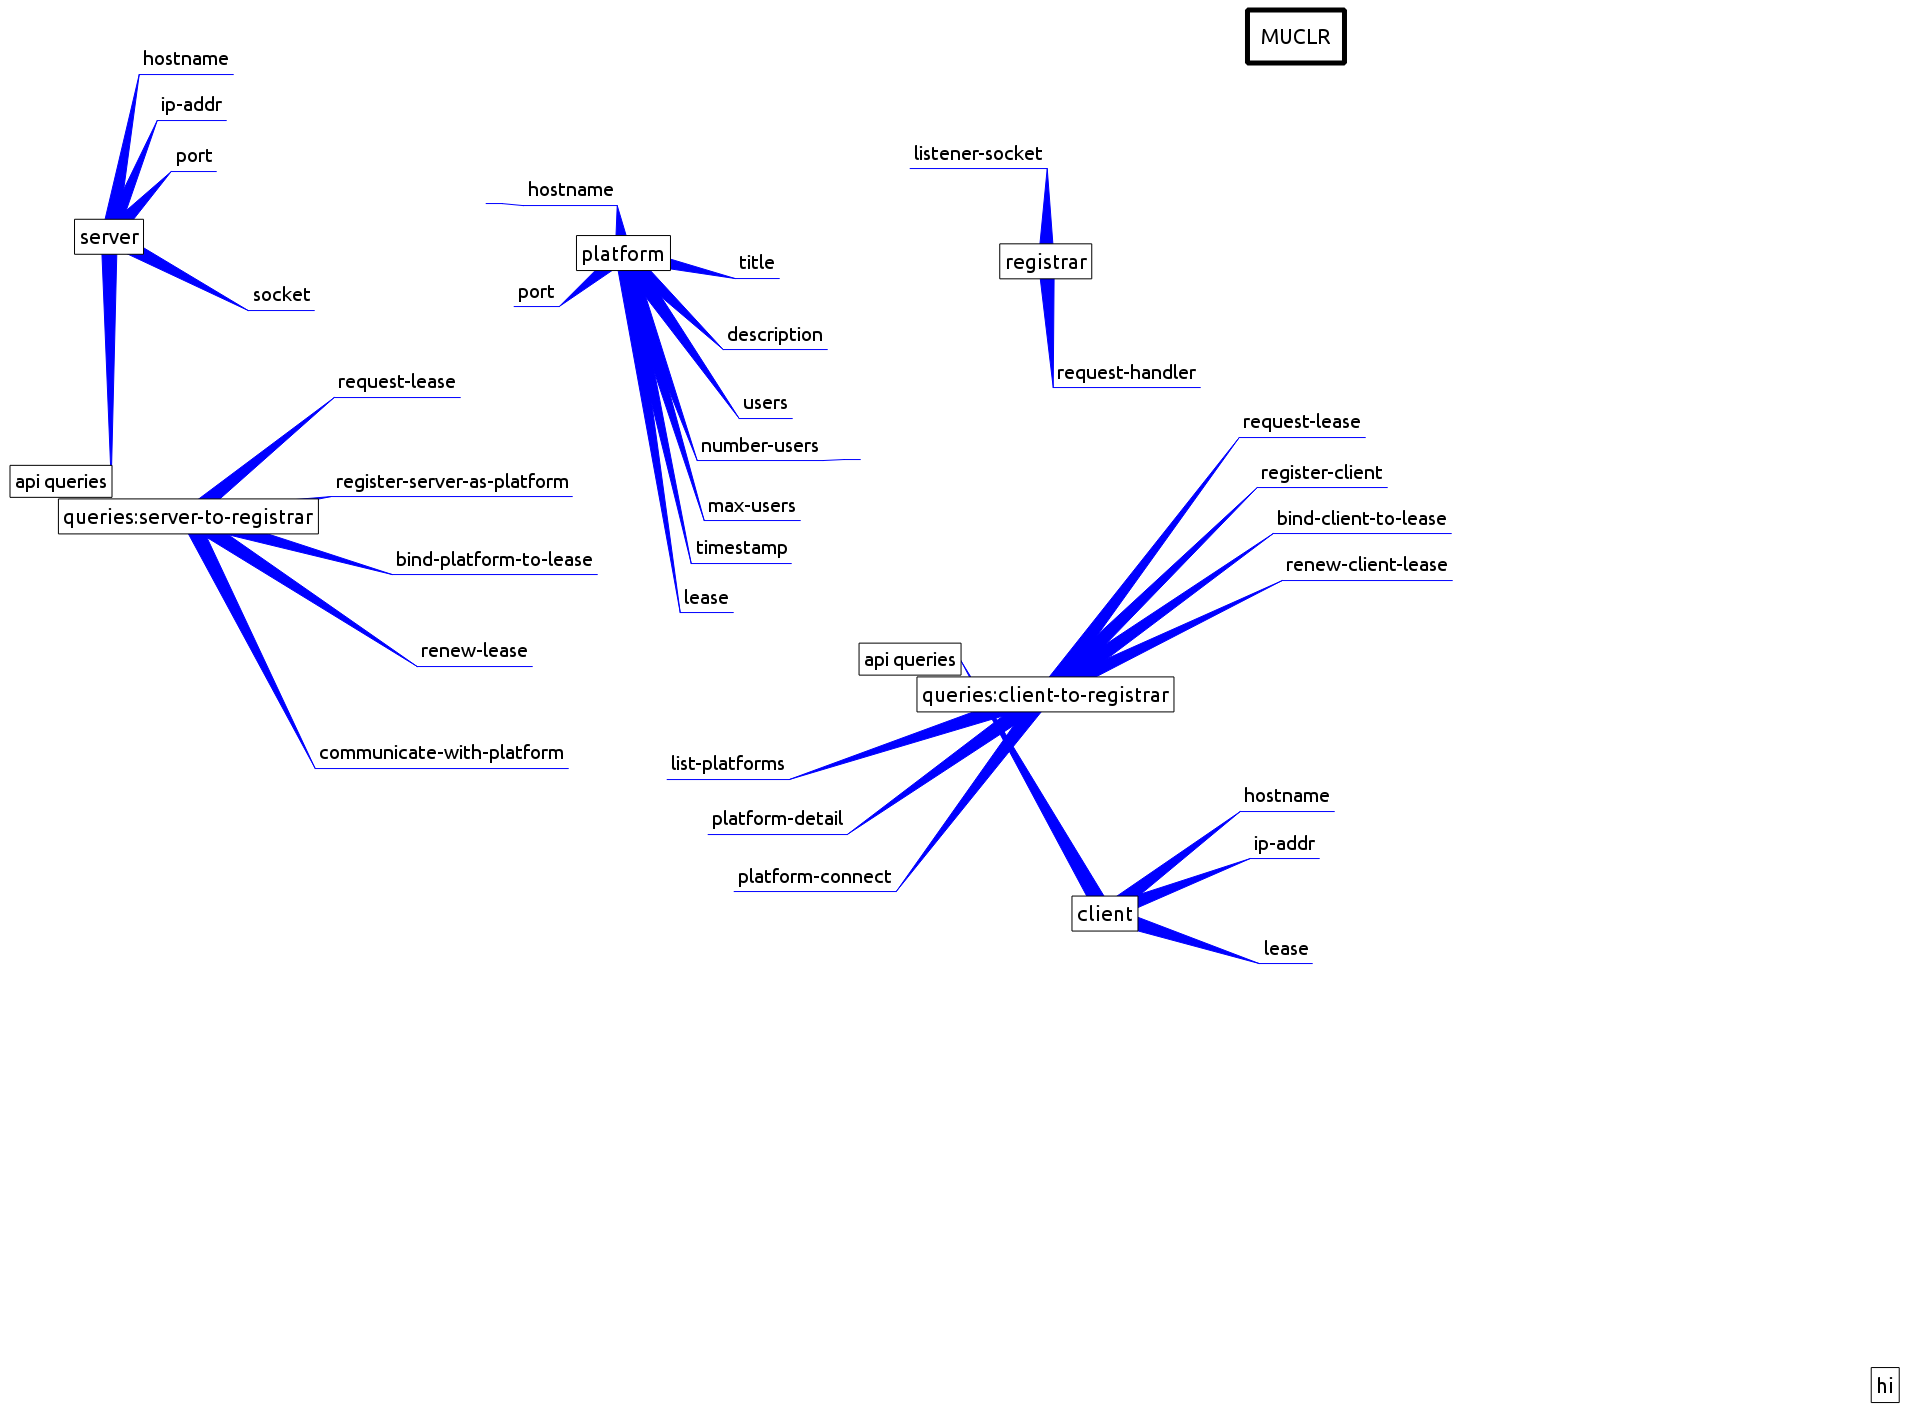 MUCLR
hostname
ip-addr
port
server
socket
api queries
queries:server-to-registrar
request-lease
register-server-as-platform
bind-platform-to-lease
renew-lease
communicate-with-platform
hostname
platform
port
title
description
users
number-users
max-users
timestamp
lease
listener-socket
registrar
request-handler
request-lease
register-client
bind-client-to-lease
renew-client-lease
api queries
queries:client-to-registrar
list-platforms
platform-detail
platform-connect
hostname
ip-addr
client
lease
hi